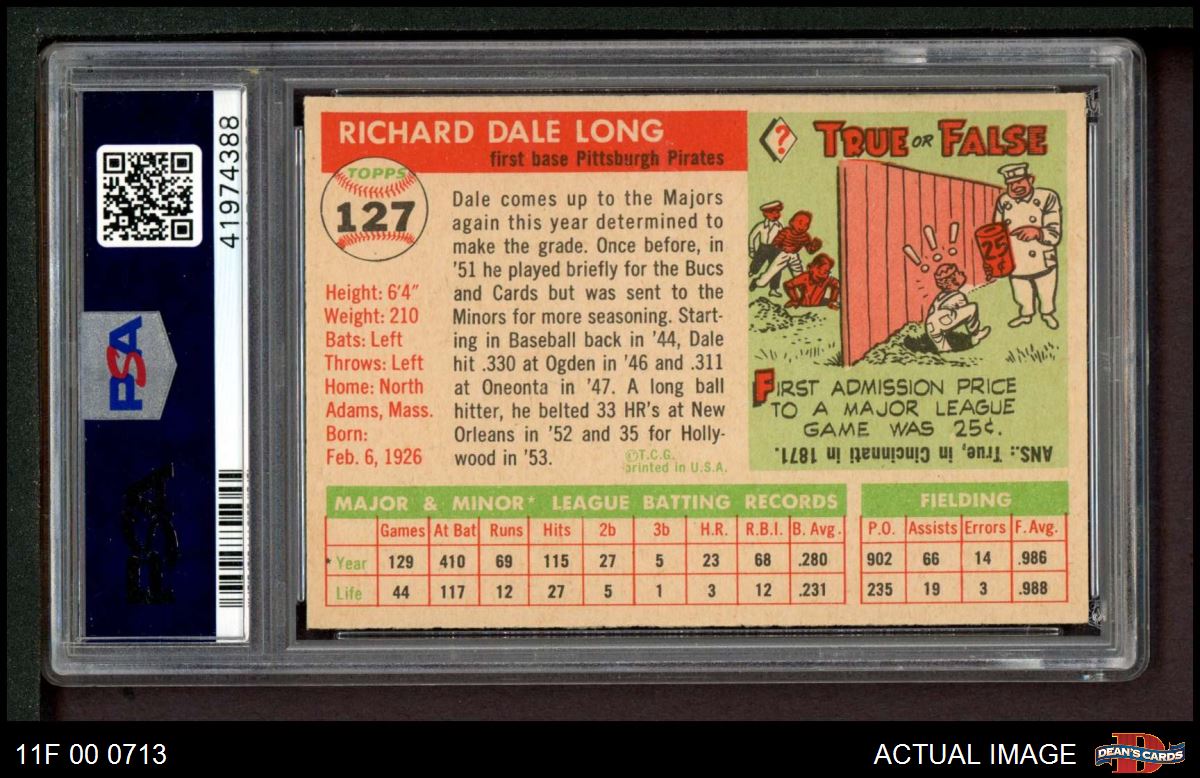 41974388
PSA
PSA
RICHARD DALE LONG
first base Pittsburgh Pirates
TOPPS
127
Height: 6'4"
Weight: 210
Bats: Left
Throws: Left
Home: North
Adams, Mass.
Born:
Feb. 6, 1926
Dale comes up to the Majors
again this year determined to
make the grade. Once before, in
'51 he played briefly for the Bucs
and Cards but was sent to the
Minors for more seasoning. Start-
ing in Baseball back in '44, Dale
hit .330 at Ogden in '46 and .311
at Oneonta in '47. A long ball
hitter, he belted 33 HR's at New
Orleans in '52 and 35 for Holly-
wood in '53.
©T.C.G.
printed in U.S.A.
? TRUE OR FALSE
25¢
FIRST ADMISSION PRICE
TO A MAJOR LEAGUE
GAME WAS 25¢.
ANS.: True, in Cincinnati in 1871.
MAJOR & MINOR* LEAGUE BATTING RECORDS
Games At Bat Runs Hits 2b 3b H.R. R.B.I. B. Avg.
* Year 129 410 69 115 27 5 23 68 .280
Life 44 117 12 27 5 1 3 12 .231
FIELDING
P.O. Assists Errors F. Avg.
902 66 14 .986
235 19 3 .988
11F 00 0713
ACTUAL IMAGE
DEAN'S CARDS